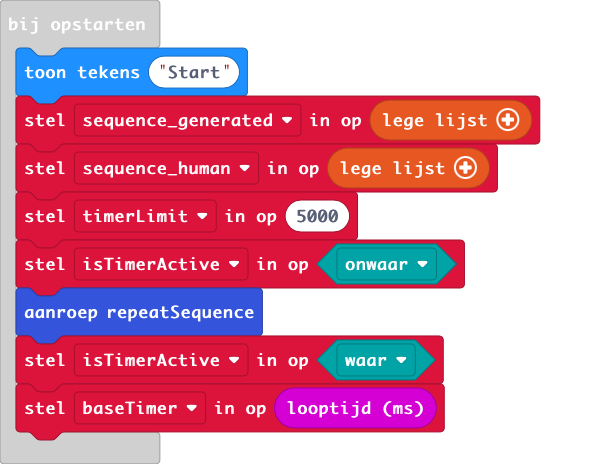 bij opstarten
toon tekens "Start"
stel sequence_generated in op lege lijst
stel sequence_human in op lege lijst
stel timerLimit in op 5000
stel isTimerActive in op onwaar
aanroep repeatSequence
stel isTimerActive in op waar
stel baseTimer in op looptijd (ms)